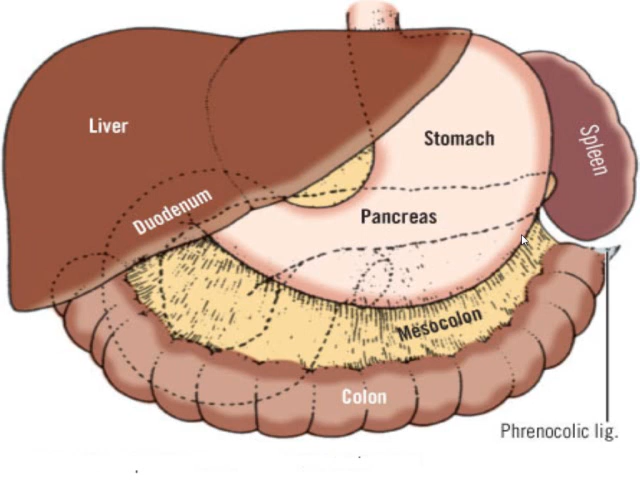 Liver
Stomach
Spleen
Duodenum
Pancreas
Mesocolon
Colon
Phrenocolic lig.